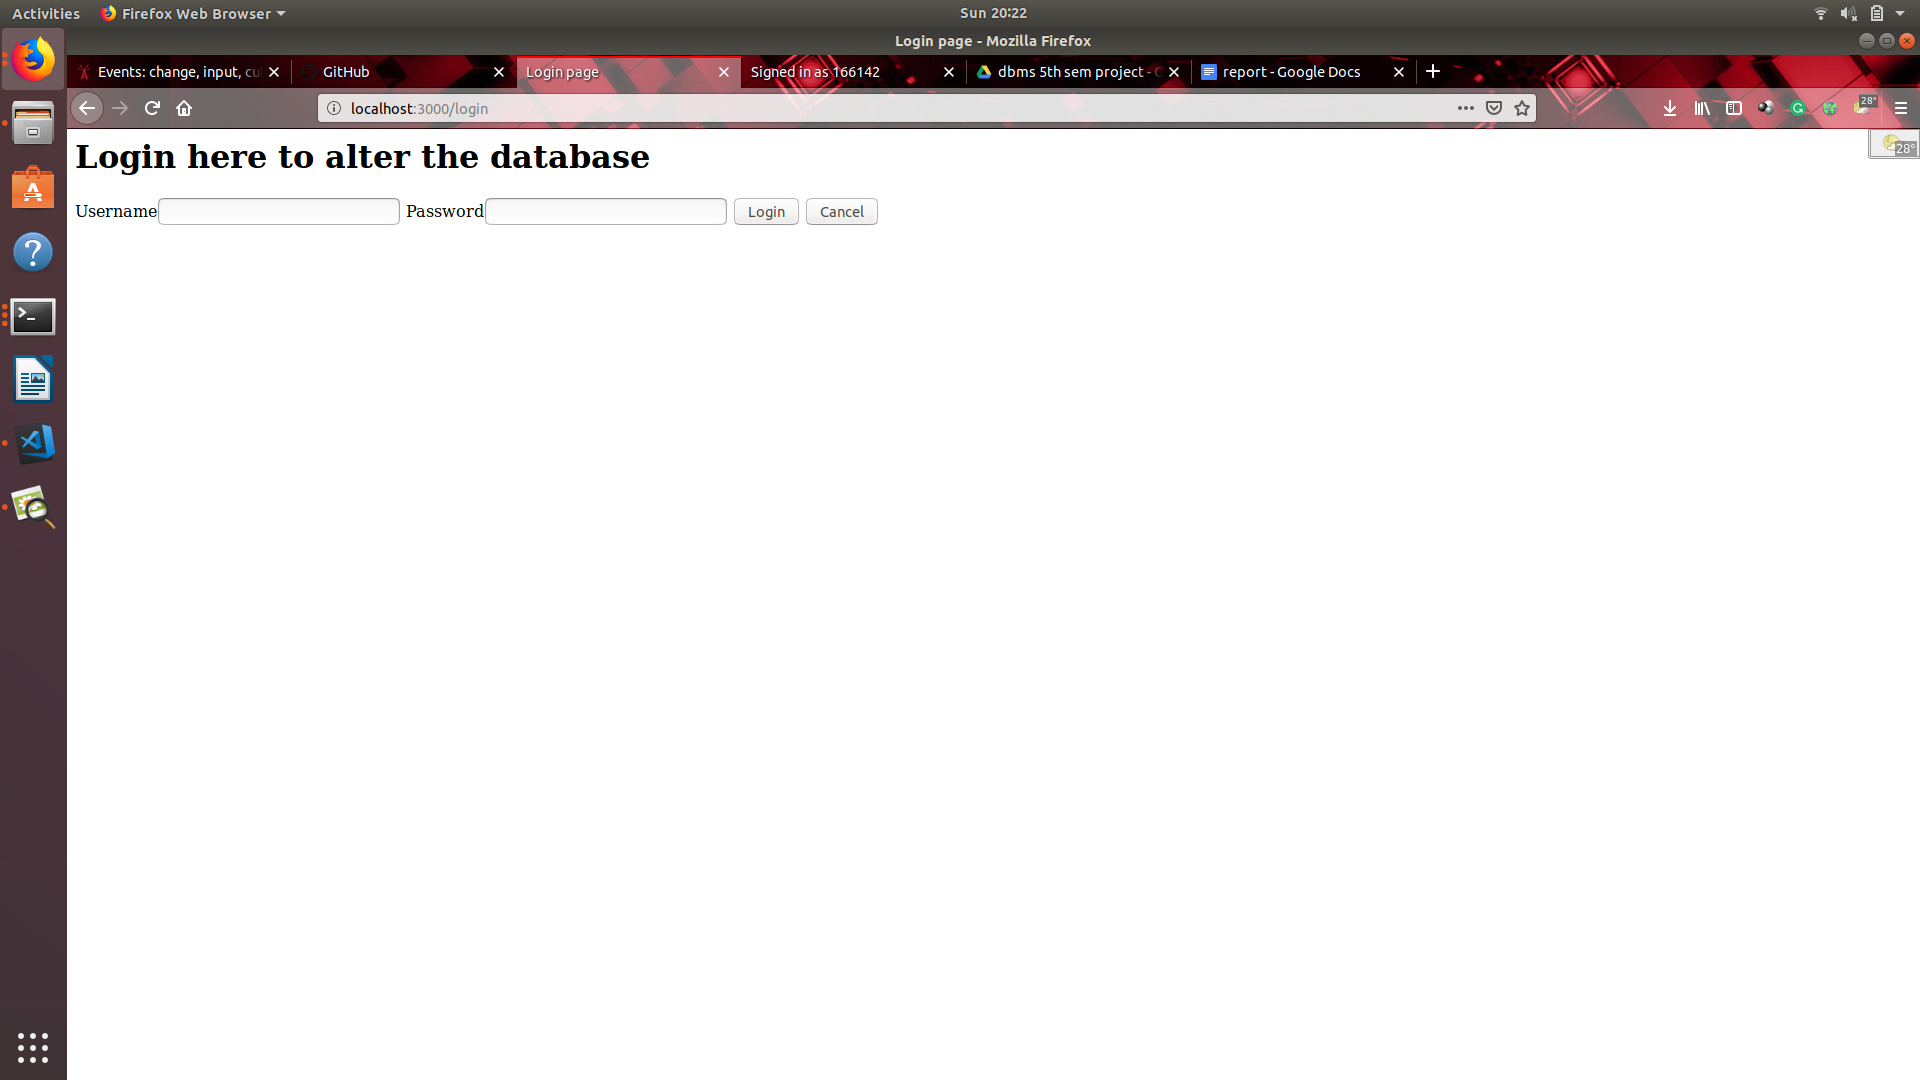 Activities Firefox Web Browser Sun 20:22
Login page - Mozilla Firefox
Events: change, input, cu GitHub Login page Signed in as 166142 dbms 5th sem project - report - Google Docs
localhost:3000/login 28°
28°
Login here to alter the database
Username Password Login Cancel